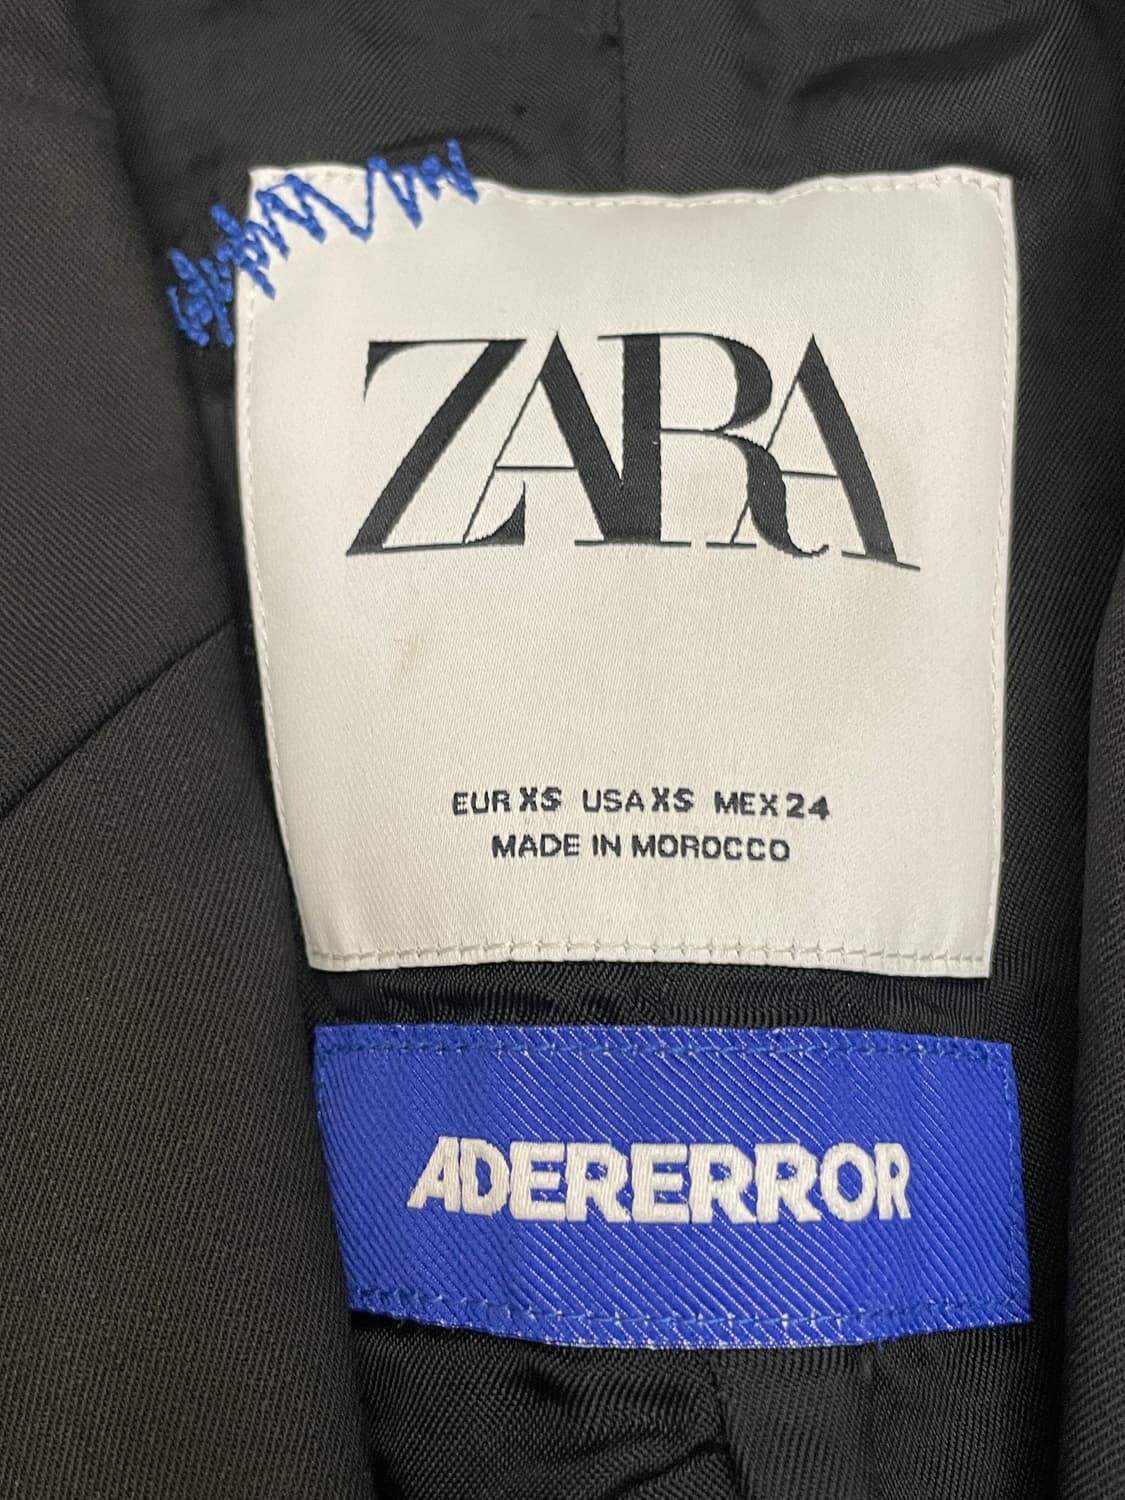 ZARA
EUR XS USA XS MEX 24
MADE IN MOROCCO
ADERERROR